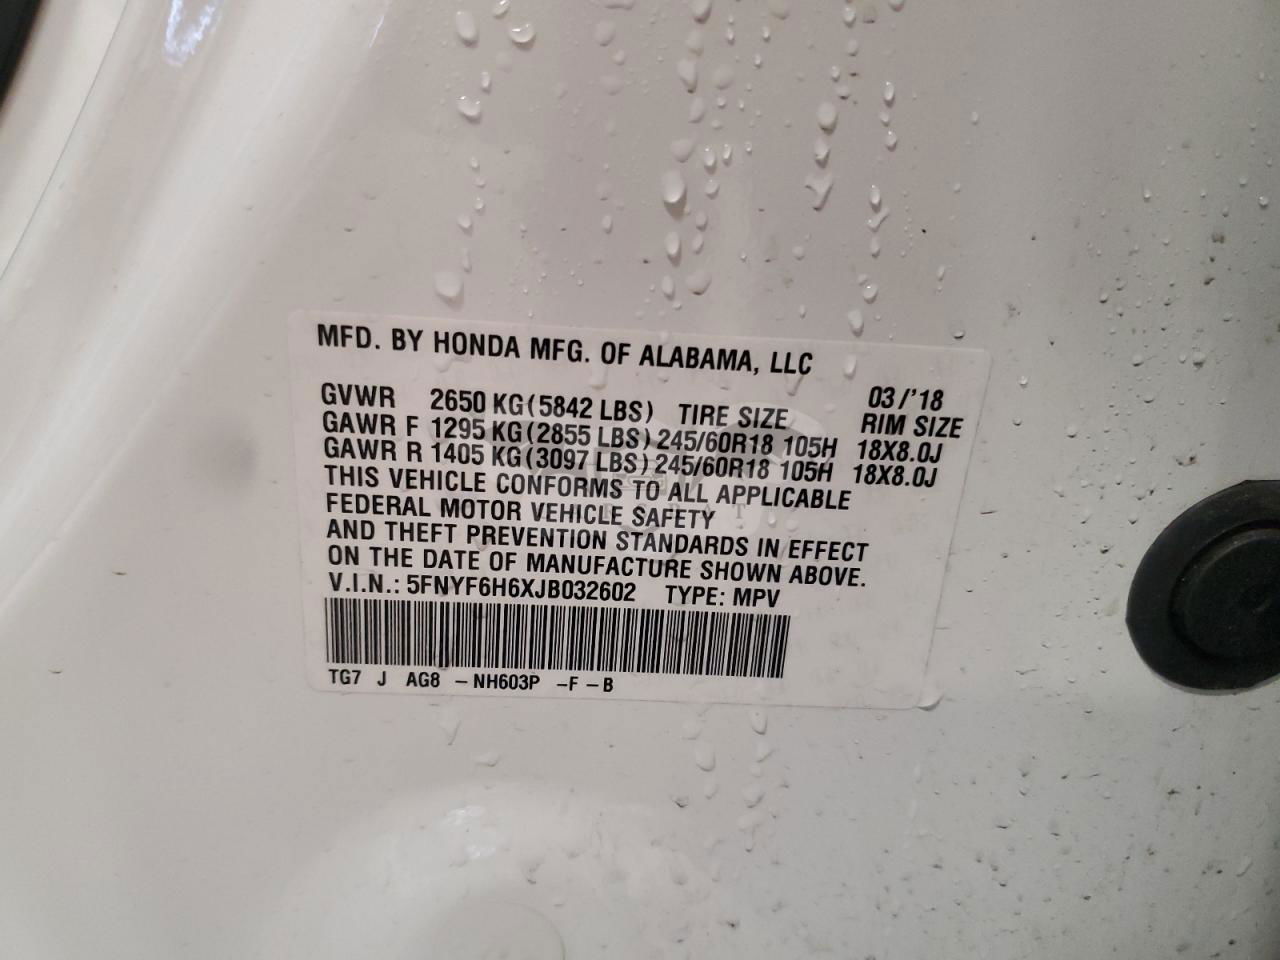 MFD. BY HONDA MFG. OF ALABAMA, LLC
03/'18
GVWR 2650 KG(5842 LBS) TIRE SIZE RIM SIZE
GAWR F 1295 KG(2855 LBS) 245/60R18 105H 18X8.0J
GAWR R 1405 KG(3097 LBS) 245/60R18 105H 18X8.0J
THIS VEHICLE CONFORMS TO ALL APPLICABLE
FEDERAL MOTOR VEHICLE SAFETY
AND THEFT PREVENTION STANDARDS IN EFFECT
ON THE DATE OF MANUFACTURE SHOWN ABOVE.
V.I.N.: 5FNYF6H6XJB032602 TYPE: MPV
TG7 J AG8 -NH603P -F -B